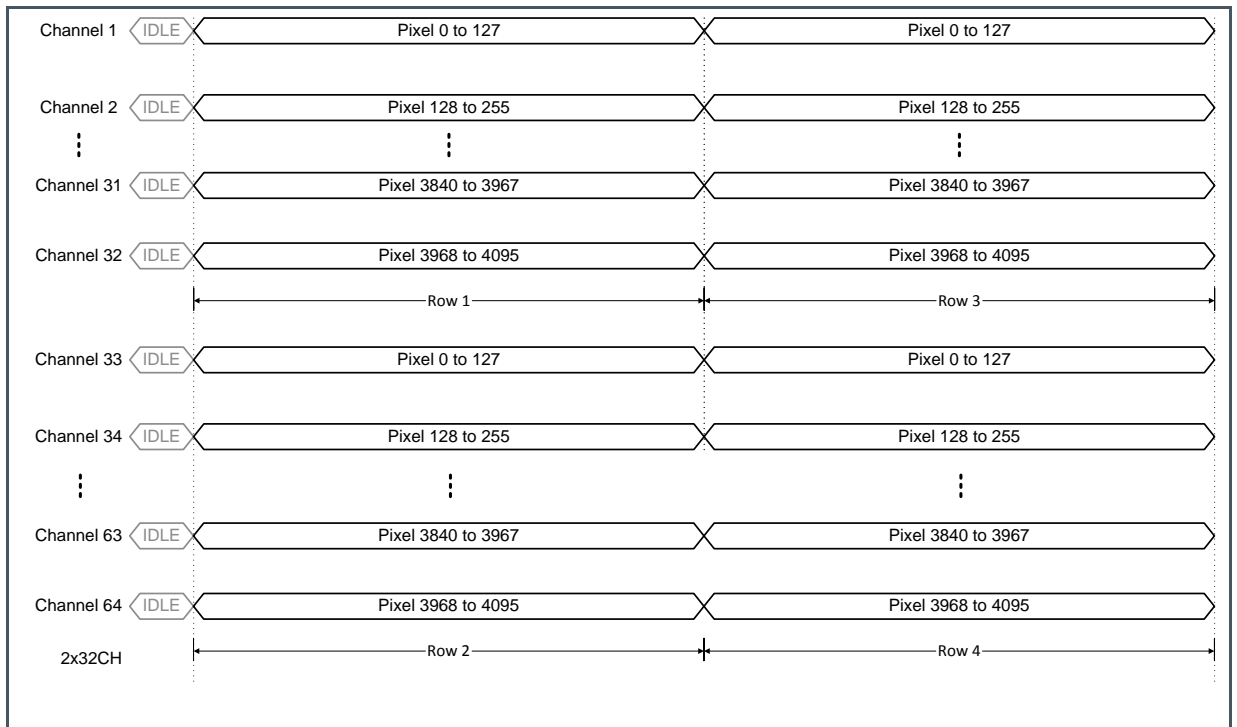 Channel 1 IDLE Pixel 0 to 127 Pixel 0 to 127
Channel 2 IDLE Pixel 128 to 255 Pixel 128 to 255
Channel 31 IDLE Pixel 3840 to 3967 Pixel 3840 to 3967
Channel 32 IDLE Pixel 3968 to 4095 Pixel 3968 to 4095
Row 1 Row 3
Channel 33 IDLE Pixel 0 to 127 Pixel 0 to 127
Channel 34 IDLE Pixel 128 to 255 Pixel 128 to 255
Channel 63 IDLE Pixel 3840 to 3967 Pixel 3840 to 3967
Channel 64 IDLE Pixel 3968 to 4095 Pixel 3968 to 4095
2x32CH Row 2 Row 4